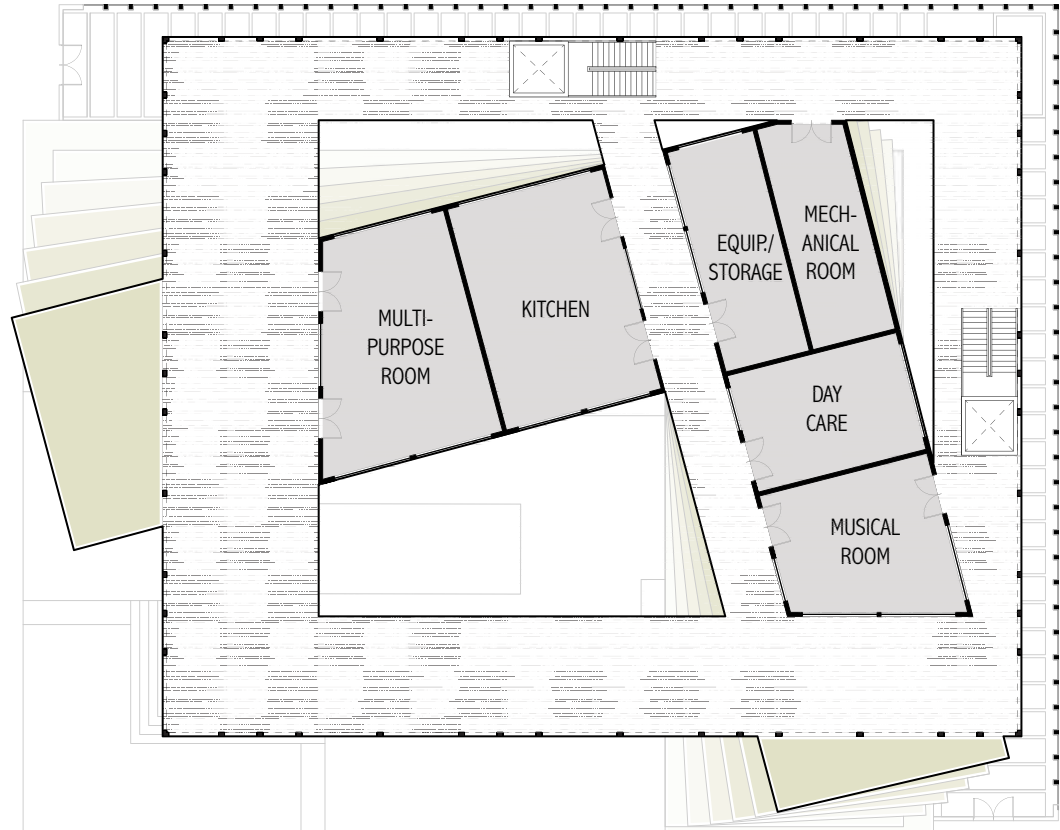 MULTI-
PURPOSE
ROOM
KITCHEN
EQUIP./
STORAGE
MECH-
ANICAL
ROOM
DAY
CARE
MUSICAL
ROOM